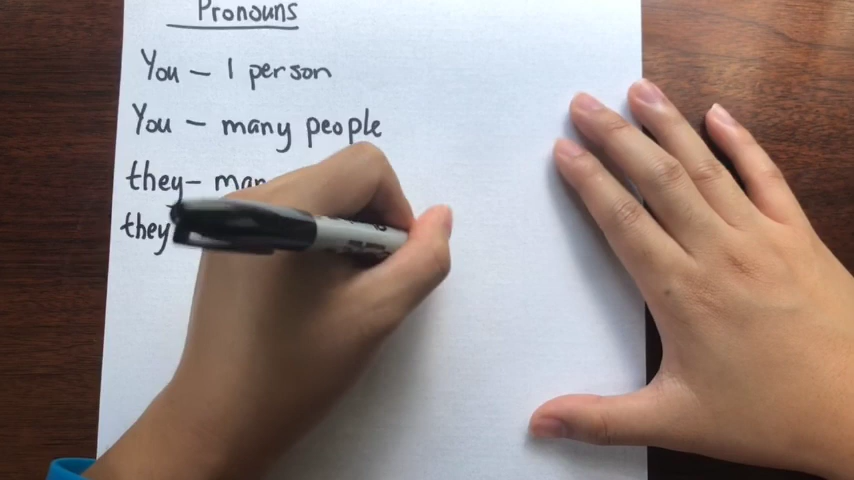 Pronouns
You – 1 person
You – many people
they –
they